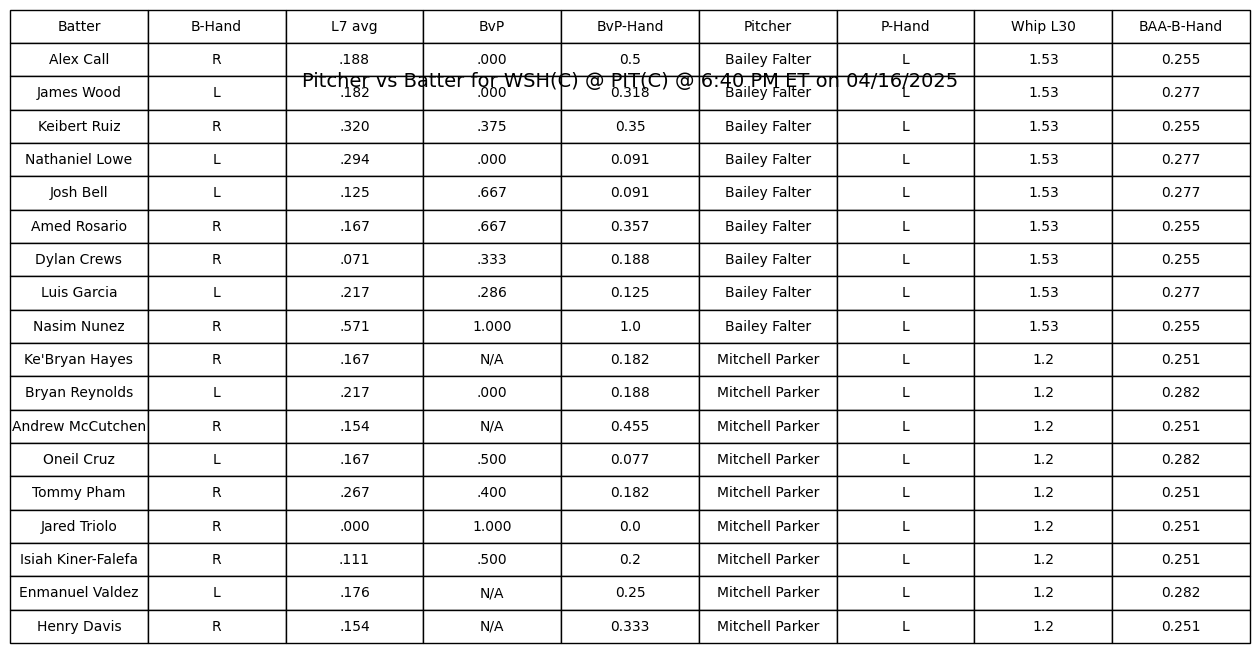 Batter B-Hand L7 avg BvP BvP-Hand Pitcher P-Hand Whip L30 BAA-B-Hand
Alex Call R .188 .000 0.5 Bailey Falter L 1.53 0.255
Pitcher vs Batter for WSH(C) @ PIT(C) @ 6:40 PM ET on 04/16/2025
James Wood L .182 .000 0.318 Bailey Falter L 1.53 0.277
Keibert Ruiz R .320 .375 0.35 Bailey Falter L 1.53 0.255
Nathaniel Lowe L .294 .000 0.091 Bailey Falter L 1.53 0.277
Josh Bell L .125 .667 0.091 Bailey Falter L 1.53 0.277
Amed Rosario R .167 .667 0.357 Bailey Falter L 1.53 0.255
Dylan Crews R .071 .333 0.188 Bailey Falter L 1.53 0.255
Luis Garcia L .217 .286 0.125 Bailey Falter L 1.53 0.277
Nasim Nunez R .571 1.000 1.0 Bailey Falter L 1.53 0.255
Ke'Bryan Hayes R .167 N/A 0.182 Mitchell Parker L 1.2 0.251
Bryan Reynolds L .217 .000 0.188 Mitchell Parker L 1.2 0.282
Andrew McCutchen R .154 N/A 0.455 Mitchell Parker L 1.2 0.251
Oneil Cruz L .167 .500 0.077 Mitchell Parker L 1.2 0.282
Tommy Pham R .267 .400 0.182 Mitchell Parker L 1.2 0.251
Jared Triolo R .000 1.000 0.0 Mitchell Parker L 1.2 0.251
Isiah Kiner-Falefa R .111 .500 0.2 Mitchell Parker L 1.2 0.251
Enmanuel Valdez L .176 N/A 0.25 Mitchell Parker L 1.2 0.282
Henry Davis R .154 N/A 0.333 Mitchell Parker L 1.2 0.251